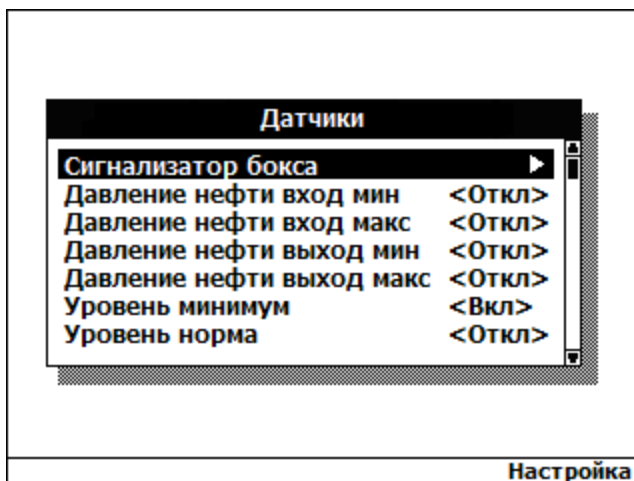 Датчики
Сигнализатор бокса
Давление нефти вход мин <Откл>
Давление нефти вход макс <Откл>
Давление нефти выход мин <Откл>
Давление нефти выход макс <Откл>
Уровень минимум <Вкл>
Уровень норма <Откл>
Настройка